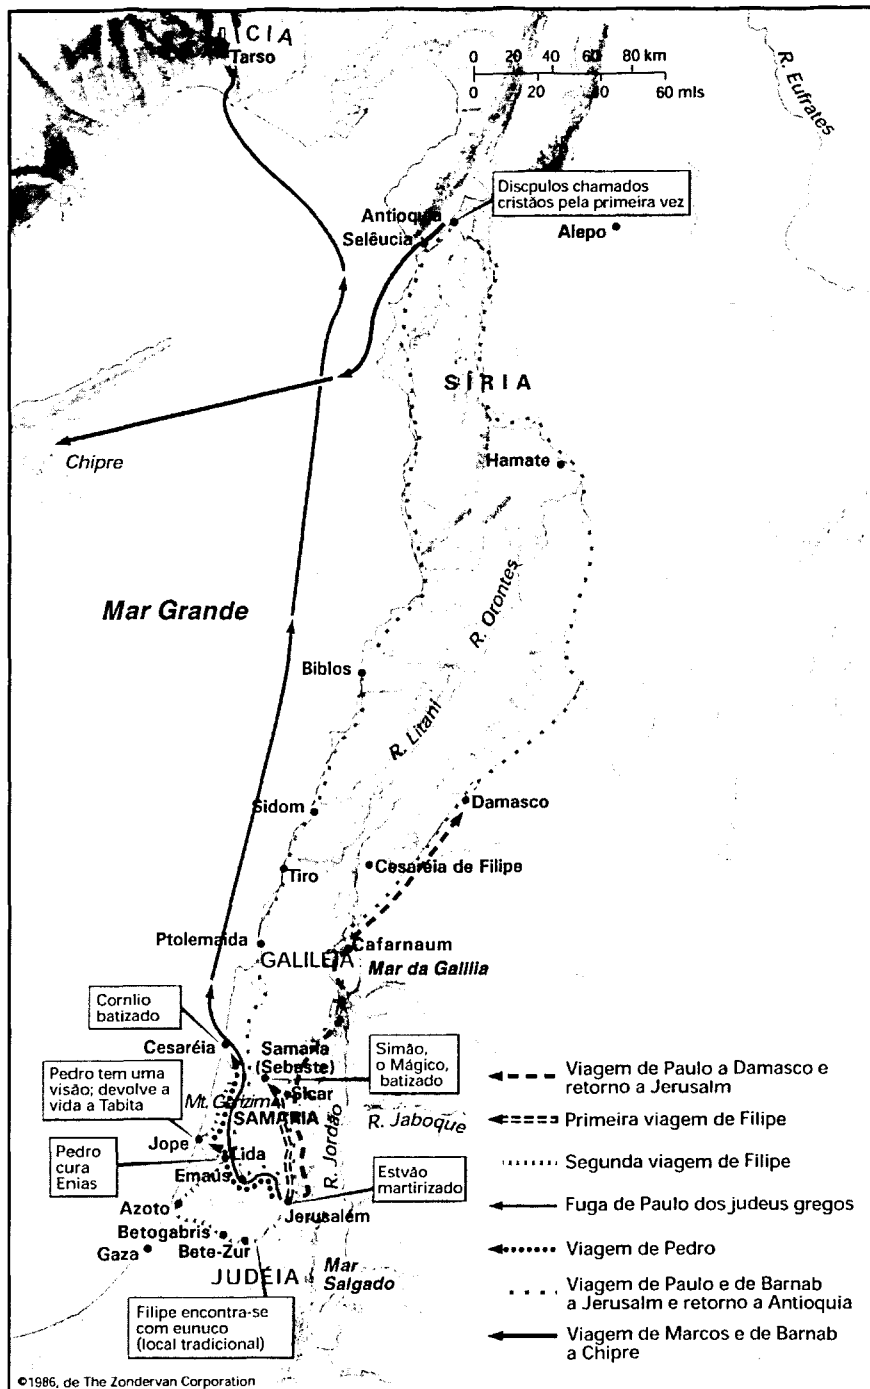 ICIA
Tarso
0 20 40 60 80 km
0 20 40 60 mls
R. Eufrates
Discpulos chamados
cristãos pela primeira vez
Antioquia
Selêucia
Alepo
SÍRIA
Hamate
Chipre
Mar Grande
R. Orontes
Biblos
R. Litani
Sidom
Damasco
Tiro
Cesaréia de Filipe
Ptolemaida
Cafarnaum
GALILÉIA
Mar da Galilia
Cornlio
batizado
Cesaréia
Samaria
(Sebaste)
Simão,
o Mágico,
batizado
Pedro tem uma
visão; devolve a
vida a Tabita
Mt. Gerizim
Sicar
SAMARIA
R. Jordão
R. Jaboque
Jope
Pedro
cura
Enias
Lida
Emaús
Estvão
martirizado
Azoto
Jerusalém
Betogabris
Gaza
Bete-Zur
JUDÉIA
Mar
Salgado
Filipe encontra-se
com eunuco
(local tradicional)
Viagem de Paulo a Damasco e
retorno a Jerusalm
Primeira viagem de Filipe
Segunda viagem de Filipe
Fuga de Paulo dos judeus gregos
Viagem de Pedro
Viagem de Paulo e de Barnab
a Jerusalm e retorno a Antioquia
Viagem de Marcos e de Barnab
a Chipre
©1986, de The Zondervan Corporation